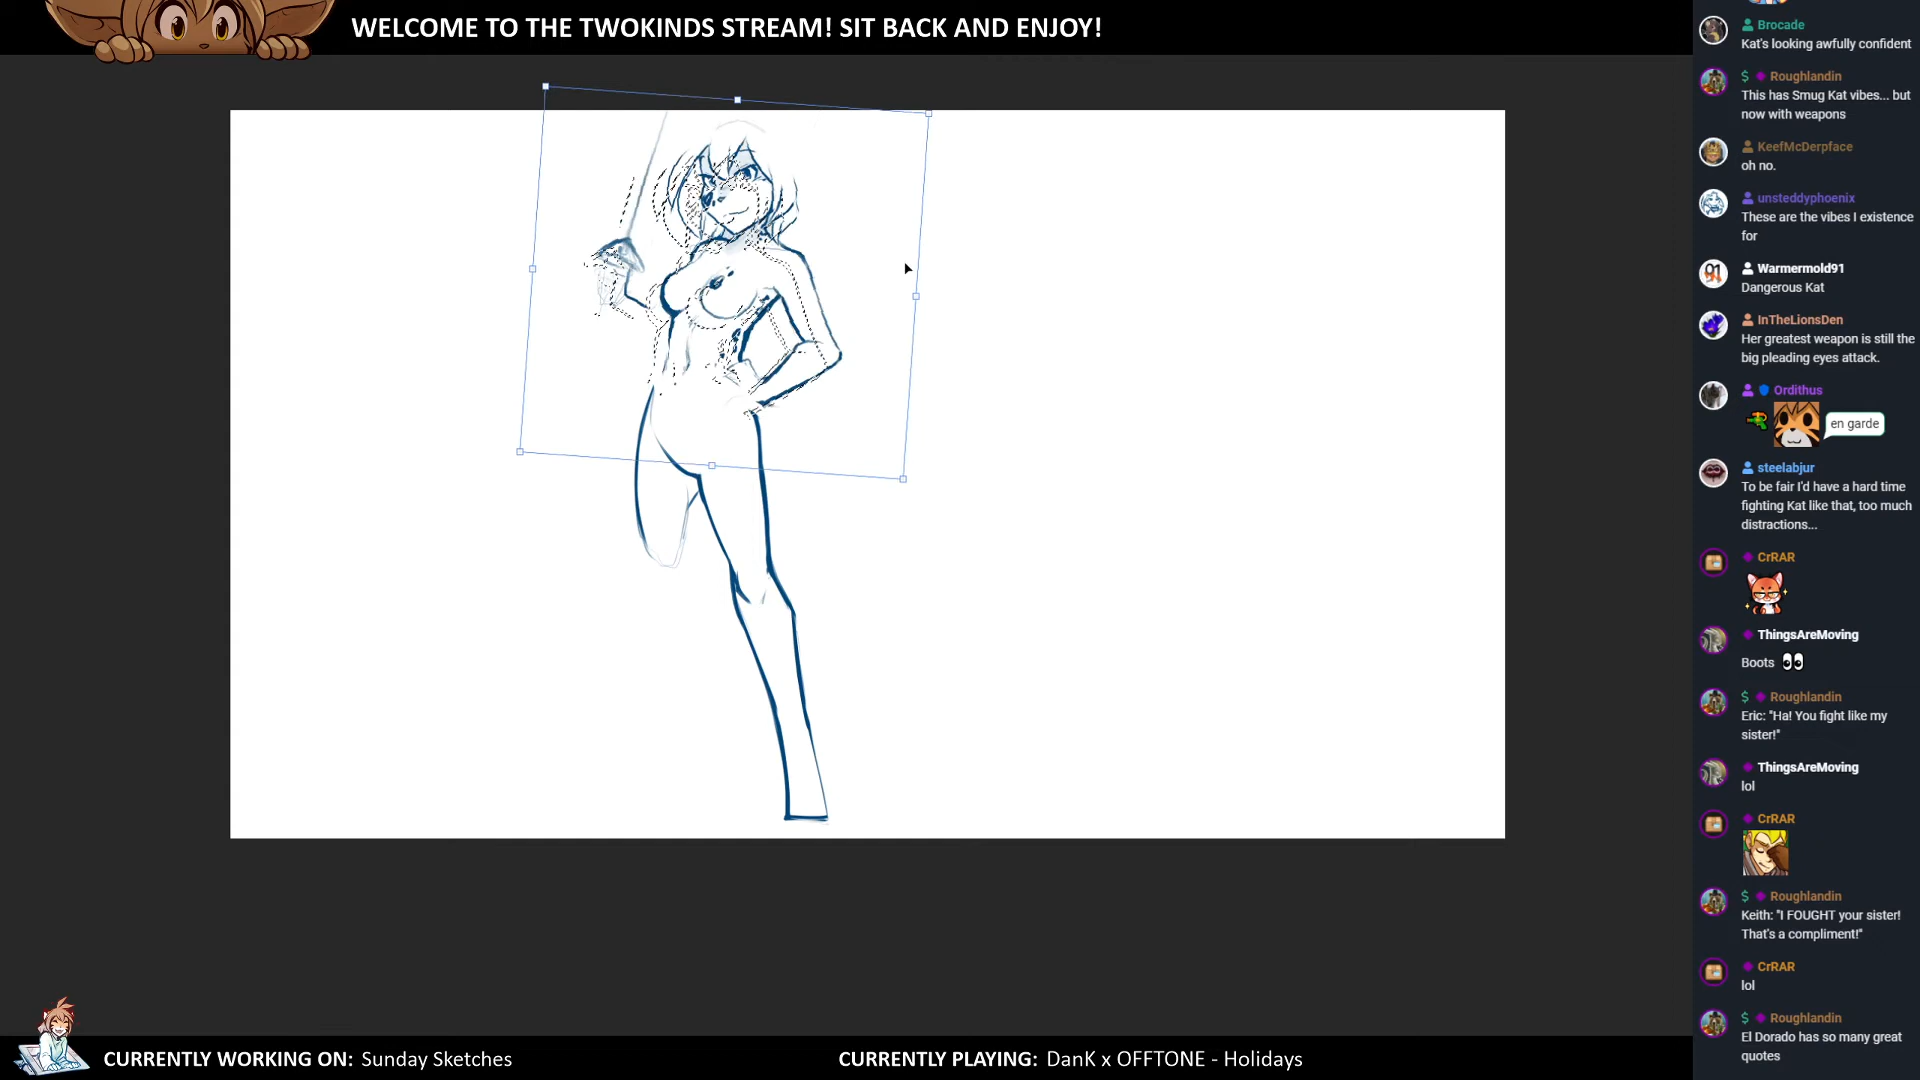 WELCOME TO THE TWOKINDS STREAM! SIT BACK AND ENJOY!
Brocade
Kat's looking awfully confident
$ Roughlandin
This has Smug Kat vibes... but
now with weapons
KeefMcDerpface
oh no.
unsteddyphoenix
These are the vibes I existence
for
Warmermold91
Dangerous Kat
InTheLionsDen
Her greatest weapon is still the
big pleading eyes attack.
Ordithus
en garde
steelabjur
To be fair I'd have a hard time
fighting Kat like that, too much
distractions...
CrRAR
ThingsAreMoving
Boots
$ Roughlandin
Eric: "Ha! You fight like my
sister!"
ThingsAreMoving
lol
CrRAR
$ Roughlandin
Keith: "I FOUGHT your sister!
That's a compliment!"
CrRAR
lol
$ Roughlandin
El Dorado has so many great
quotes
CURRENTLY WORKING ON: Sunday Sketches
CURRENTLY PLAYING: DanK x OFFTONE - Holidays